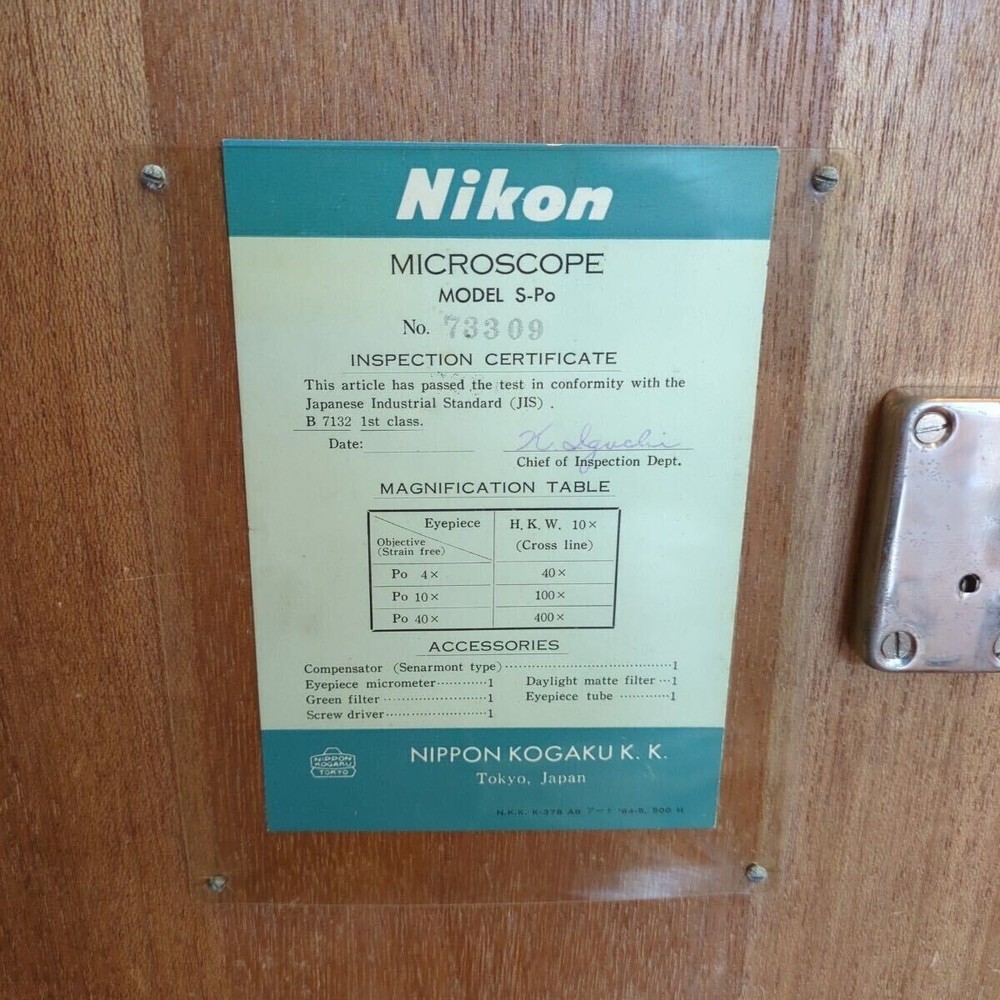 Nikon
MICROSCOPE
MODEL S-Po
No. 73309
INSPECTION CERTIFICATE
This article has passed the test in conformity with the
Japanese Industrial Standard (JIS) .
B 7132 1st class.
Date:
K. Iguchi
Chief of Inspection Dept.
MAGNIFICATION TABLE
Eyepiece
Objective
(Strain free)
H. K. W. 10×
(Cross line)
Po 4× 40×
Po 10× 100×
Po 40× 400×
ACCESSORIES
Compensator (Senarmont type) 1
Eyepiece micrometer 1 Daylight matte filter 1
Green filter 1 Eyepiece tube 1
Screw driver 1
NIPPON KOGAKU TOKYO
NIPPON KOGAKU K. K.
Tokyo, Japan
N.K.K. K-378 AB